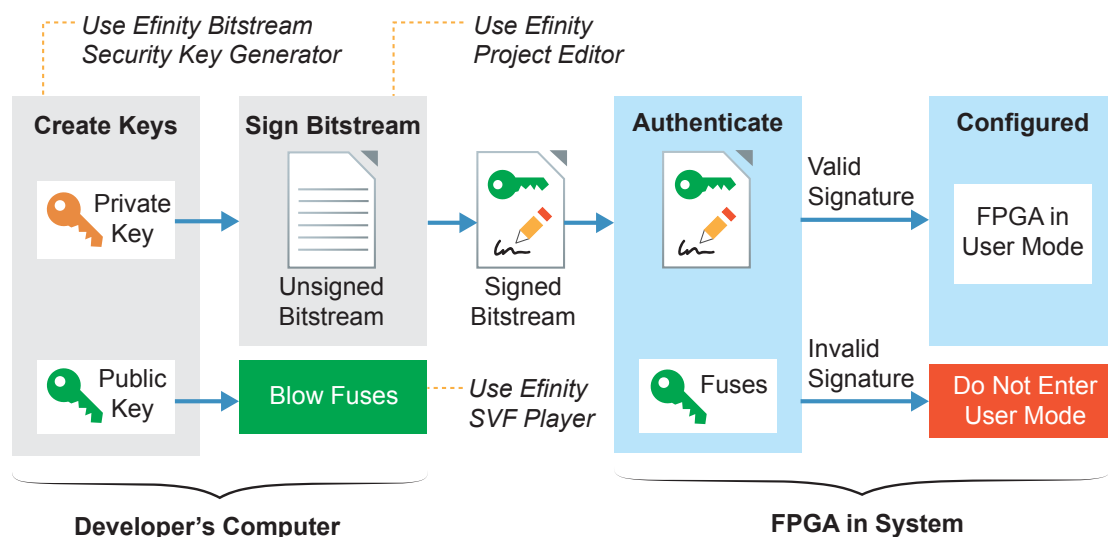 Use Efinity Bitstream
Security Key Generator
Use Efinity
Project Editor
Create Keys
Sign Bitstream
Authenticate
Configured
Private
Key
Unsigned
Bitstream
Signed
Bitstream
Valid
Signature
FPGA in
User Mode
Public
Key
Blow Fuses
Use Efinity
SVF Player
Fuses
Invalid
Signature
Do Not Enter
User Mode
Developer’s Computer
FPGA in System